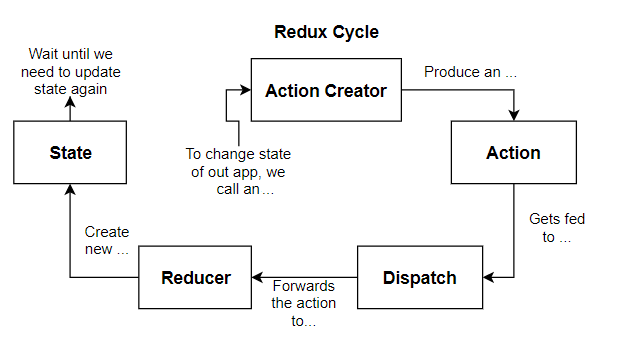 Redux Cycle
Wait until we
need to update
state again
Action Creator
Produce an ...
State
To change state
of out app, we
call an ...
Action
Gets fed
to ...
Create
new ...
Reducer
Forwards
the action
to...
Dispatch